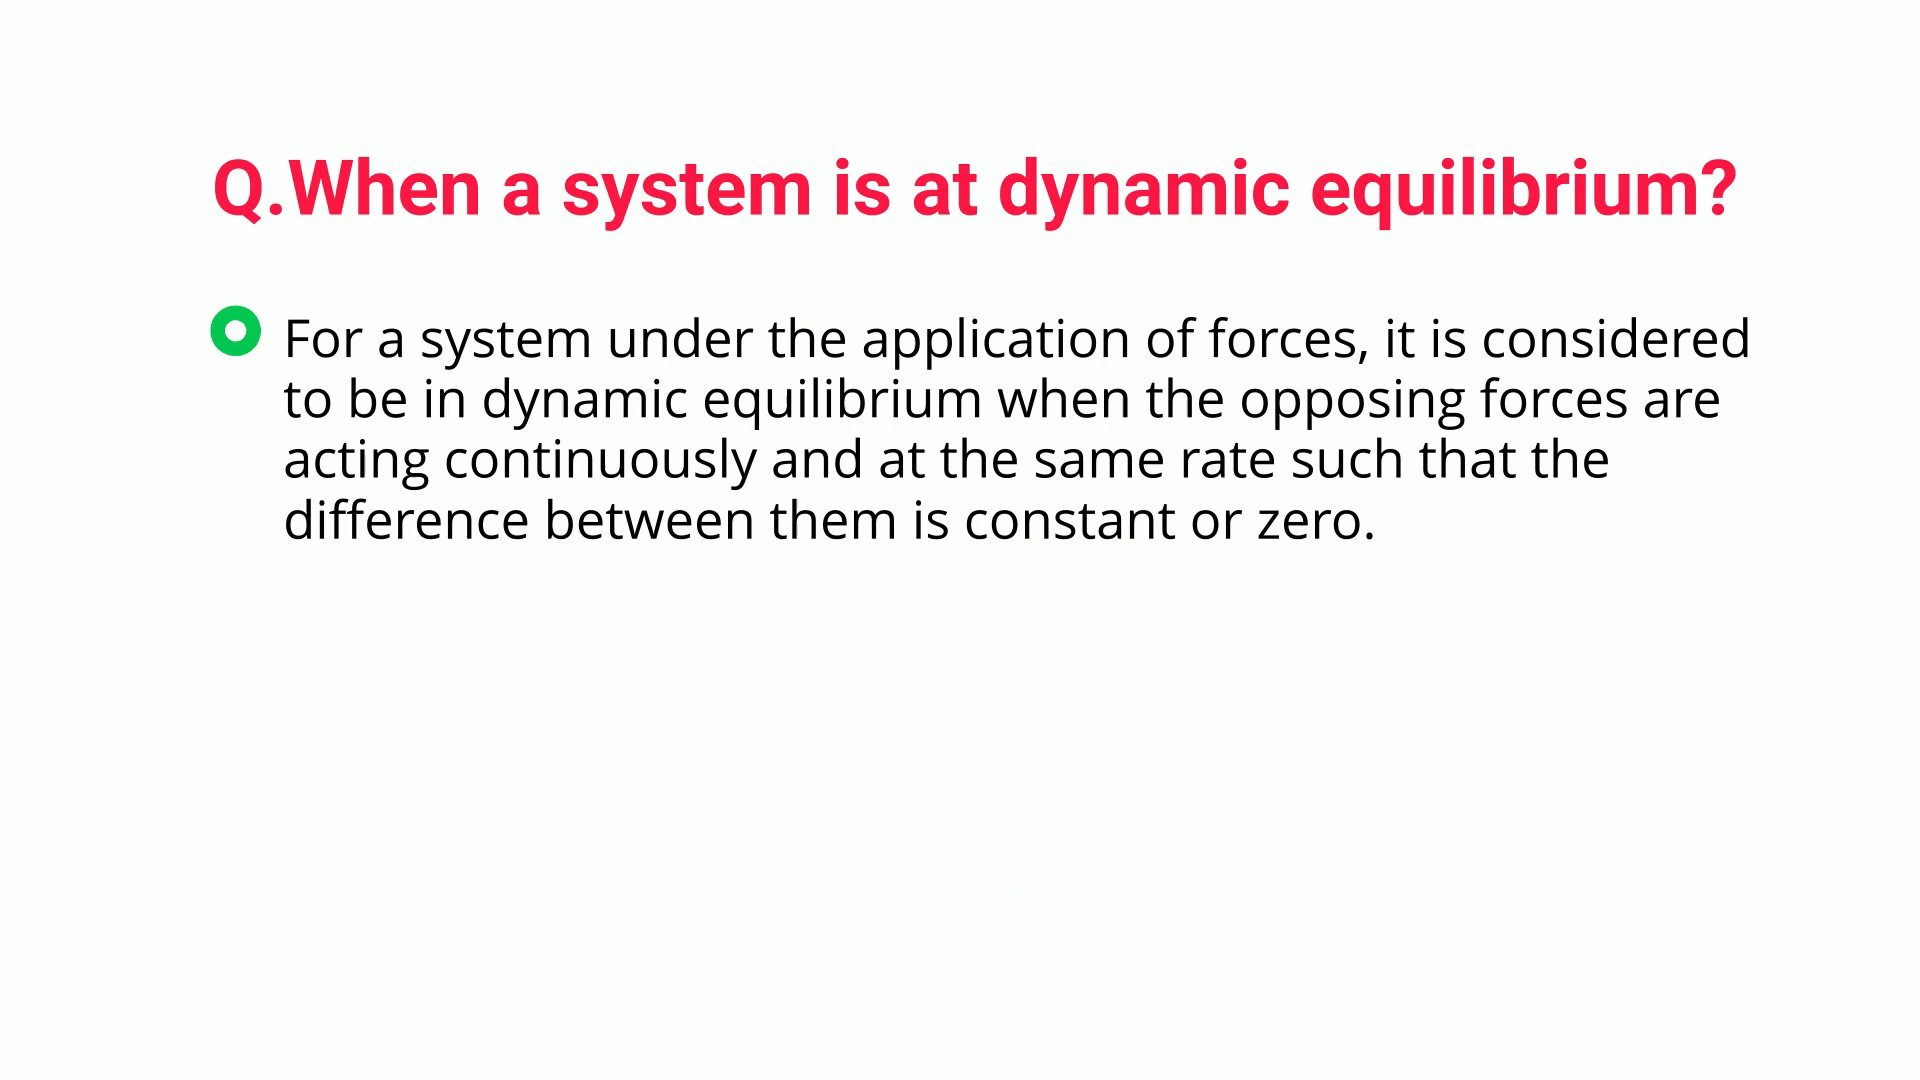 Q.When a system is at dynamic equilibrium?
For a system under the application of forces, it is considered
to be in dynamic equilibrium when the opposing forces are
acting continuously and at the same rate such that the
difference between them is constant or zero.